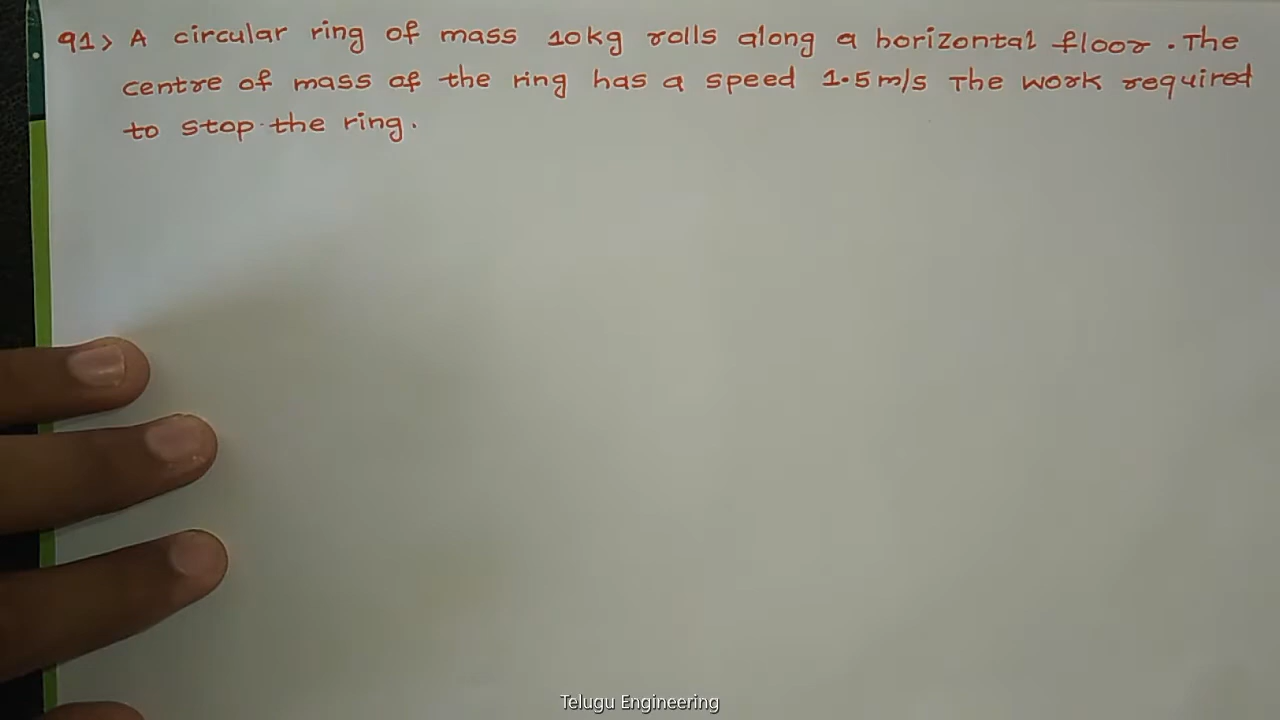 91> A circular ring of mass 10kg rolls along a horizontal floor. The
centre of mass of the ring has a speed 1.5m/s The work required
to stop the ring.
Telugu Engineering